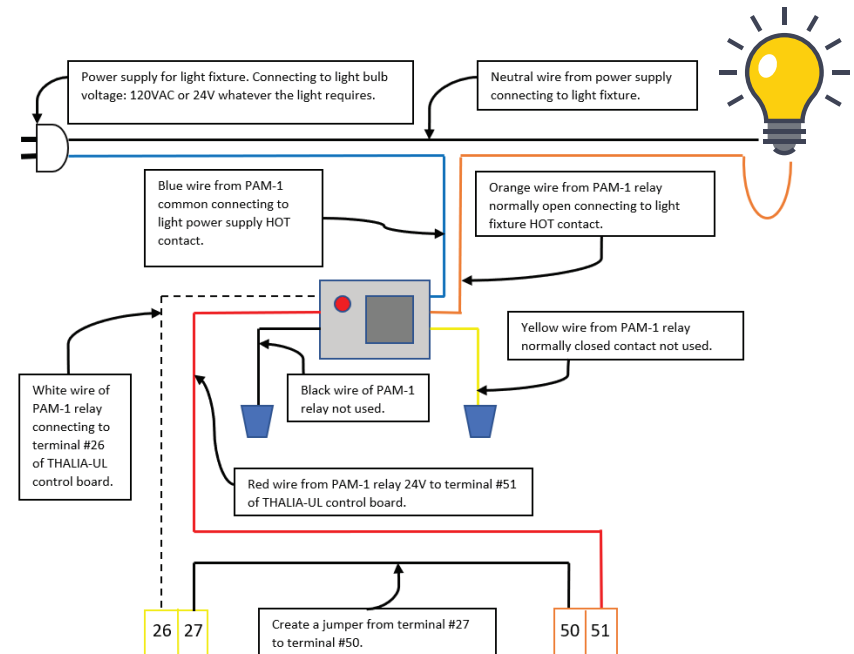 Power supply for light fixture. Connecting to light bulb
voltage: 120VAC or 24V whatever the light requires.
Neutral wire from power supply
connecting to light fixture.
Blue wire from PAM-1
common connecting to
light power supply HOT
contact.
Orange wire from PAM-1 relay
normally open connecting to light
fixture HOT contact.
Yellow wire from PAM-1 relay
normally closed contact not used.
White wire of
PAM-1 relay
connecting to
terminal #26
of THALIA-UL
control board.
Black wire of PAM-1
relay not used.
Red wire from PAM-1 relay 24V to terminal #51
of THALIA-UL control board.
26 27
Create a jumper from terminal #27
to terminal #50.
50 51